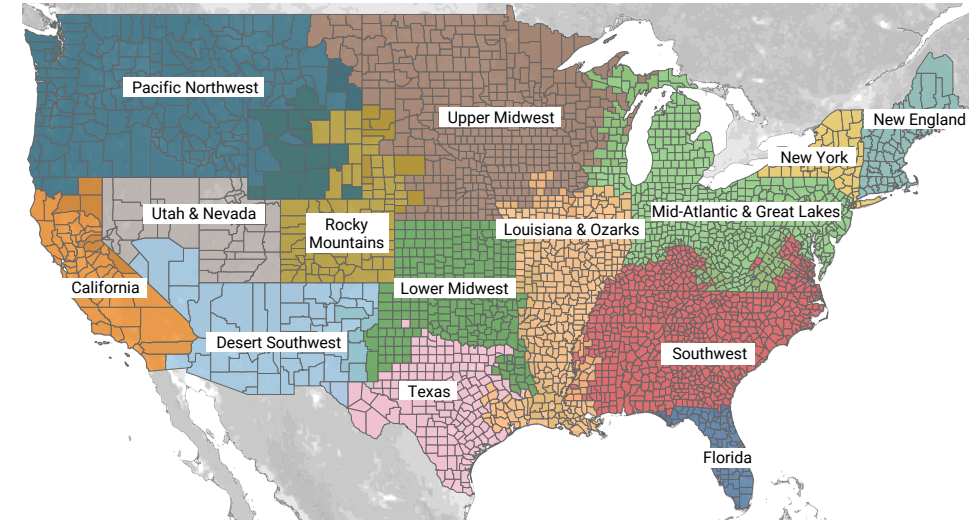 Pacific Northwest
Upper Midwest
New England
New York
Utah & Nevada
Rocky
Mountains
Louisiana & Ozarks
Mid-Atlantic & Great Lakes
California
Lower Midwest
Desert Southwest
Southwest
Texas
Florida